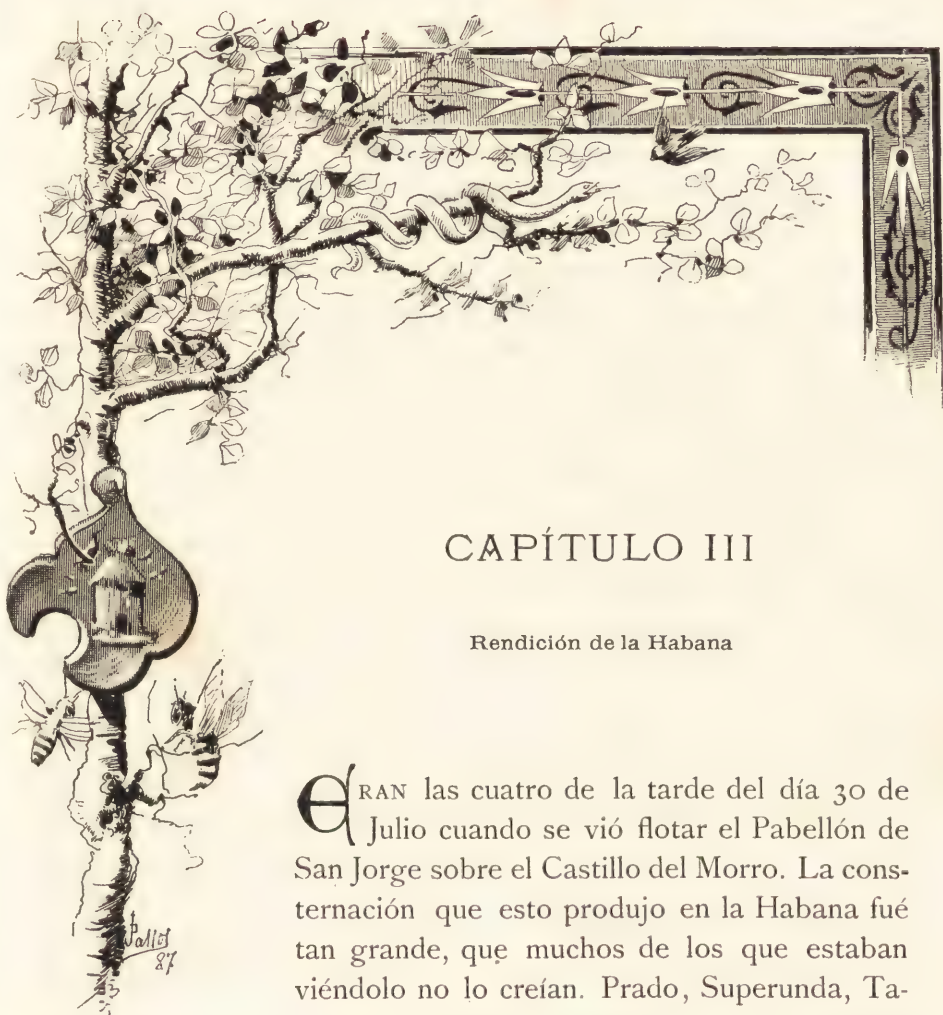 CAPÍTULO III
Rendición de la Habana
ERAN las cuatro de la tarde del día 30 de
Julio cuando se vió flotar el Pabellón de
San Jorge sobre el Castillo del Morro. La cons-
ternación que esto produjo en la Habana fué
tan grande, que muchos de los que estaban
viéndolo no lo creían. Prado, Superunda, Ta-
87